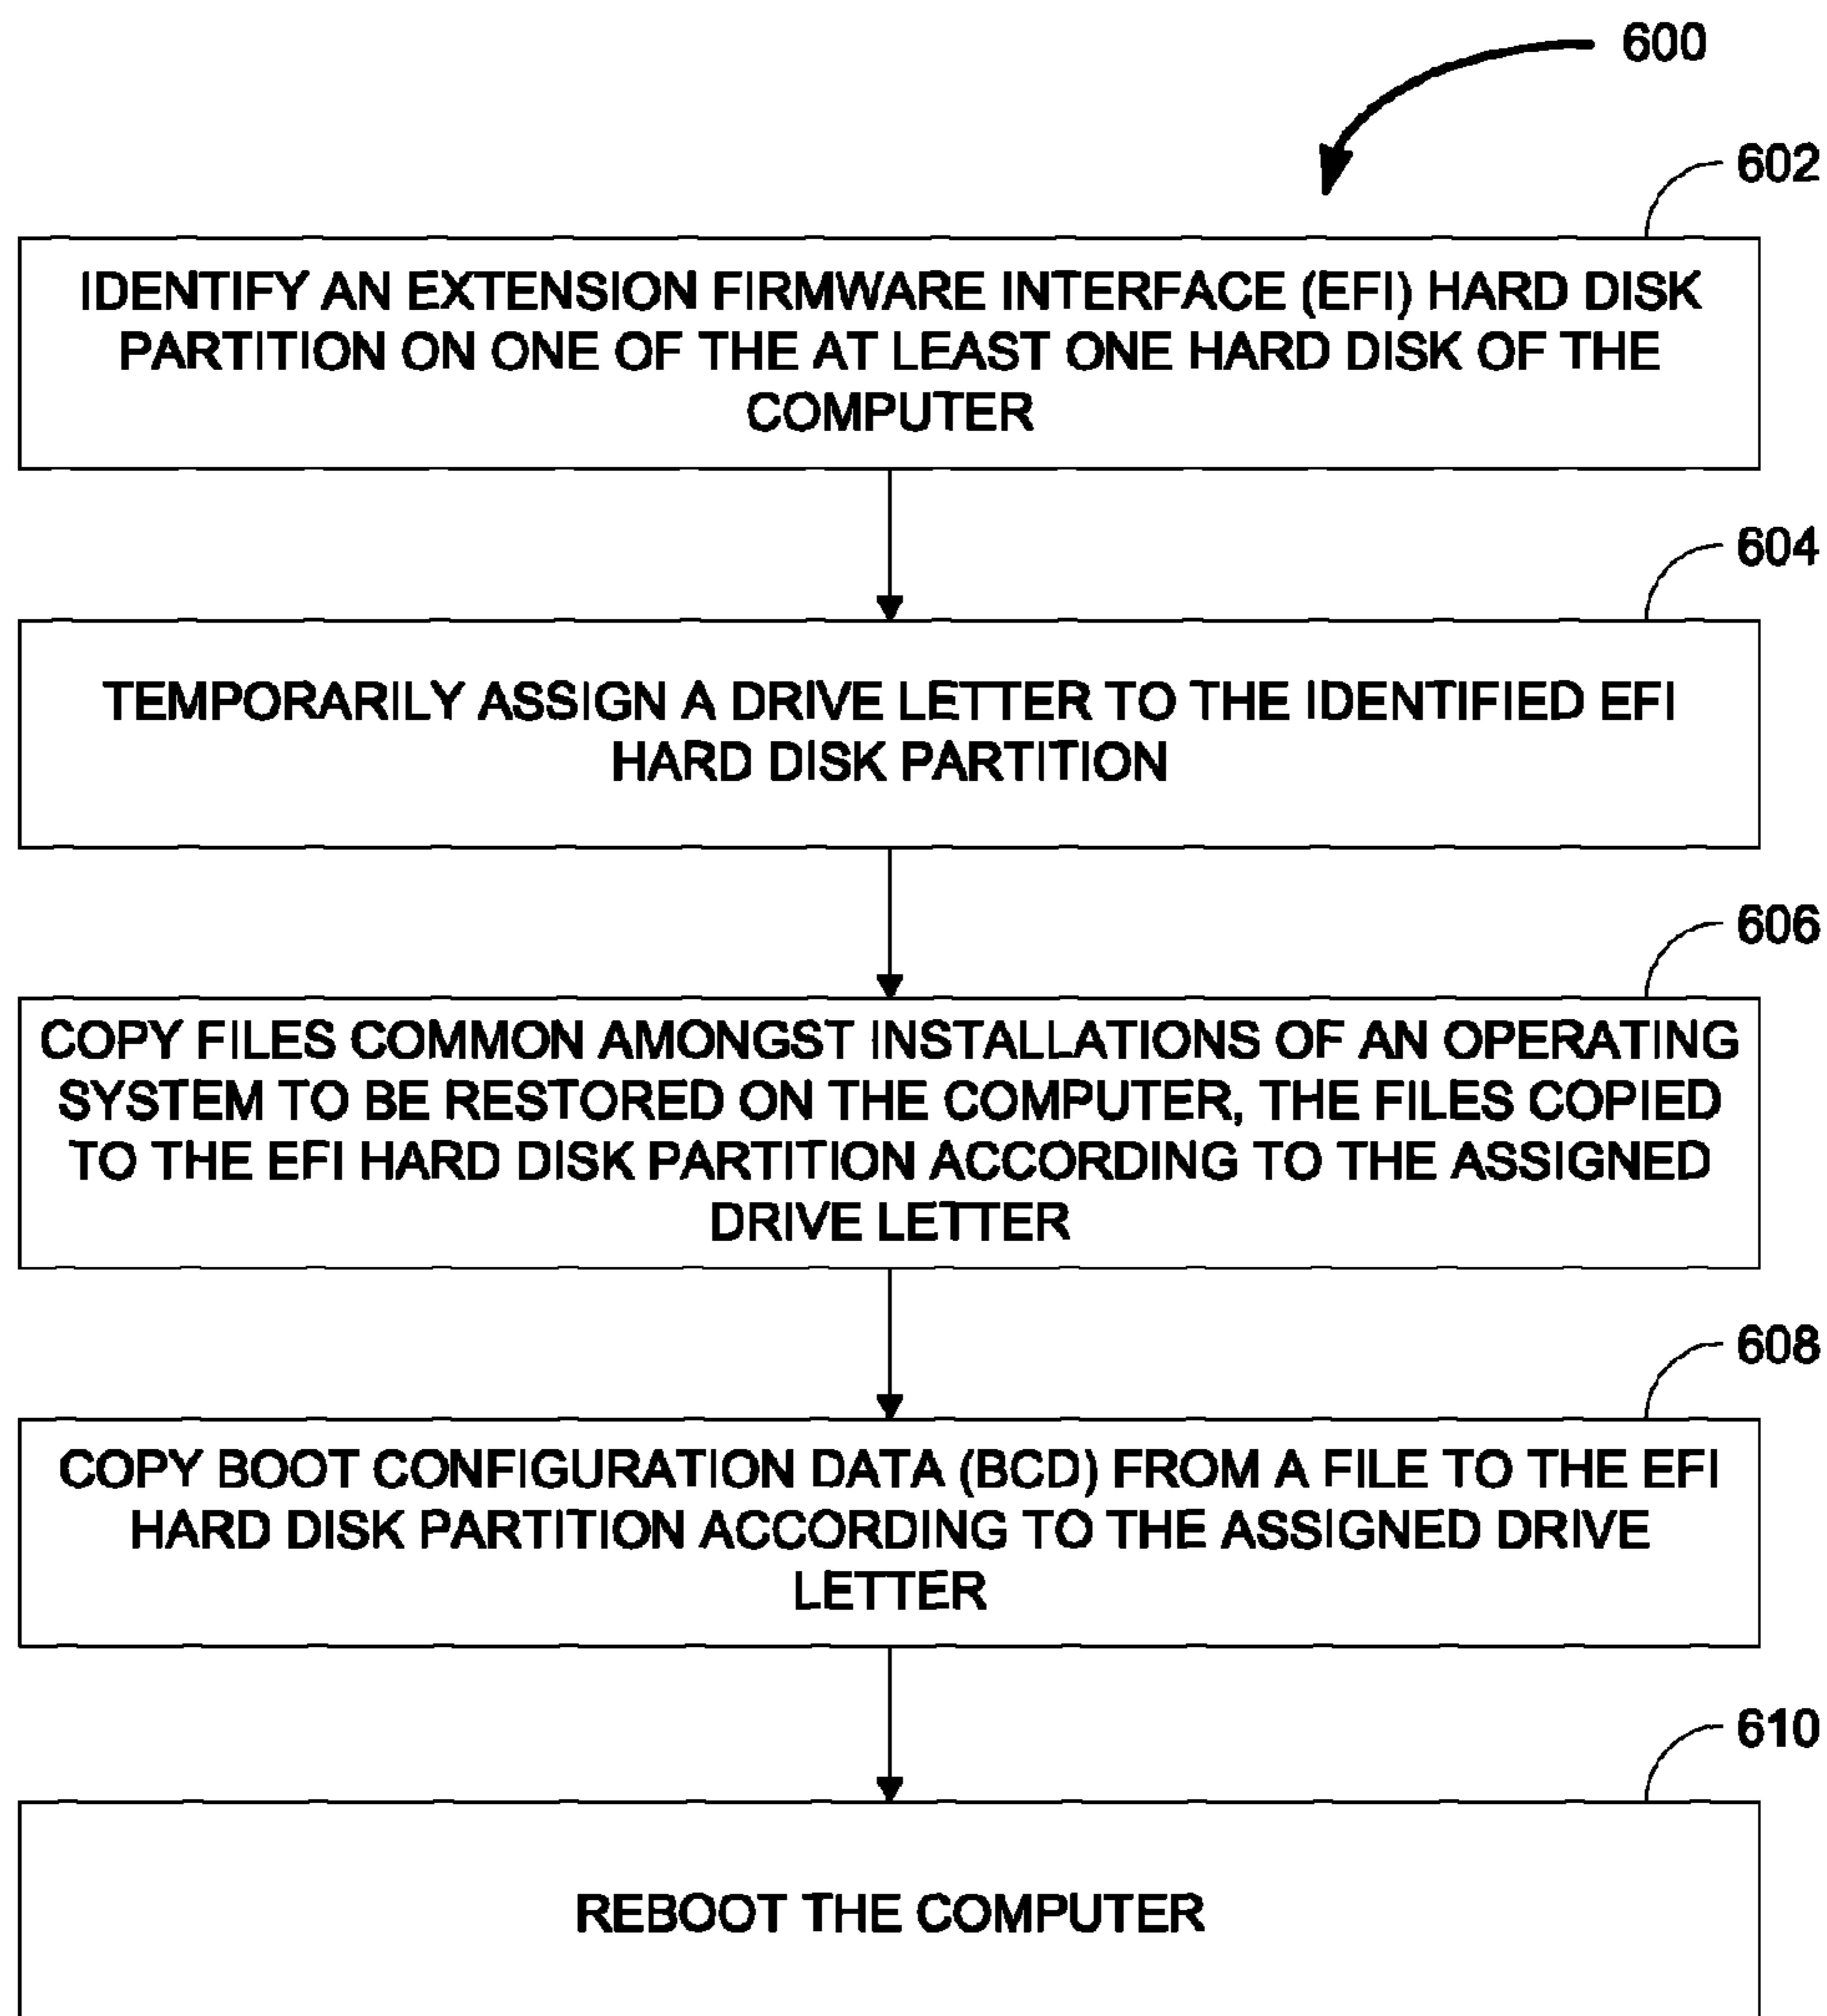 600
602
IDENTIFY AN EXTENSION FIRMWARE INTERFACE (EFI) HARD DISK
PARTITION ON ONE OF THE AT LEAST ONE HARD DISK OF THE
COMPUTER
604
TEMPORARILY ASSIGN A DRIVE LETTER TO THE IDENTIFIED EFI
HARD DISK PARTITION
606
COPY FILES COMMON AMONGST INSTALLATIONS OF AN OPERATING
SYSTEM TO BE RESTORED ON THE COMPUTER, THE FILES COPIED
TO THE EFI HARD DISK PARTITION ACCORDING TO THE ASSIGNED
DRIVE LETTER
608
COPY BOOT CONFIGURATION DATA (BCD) FROM A FILE TO THE EFI
HARD DISK PARTITION ACCORDING TO THE ASSIGNED DRIVE
LETTER
610
REBOOT THE COMPUTER